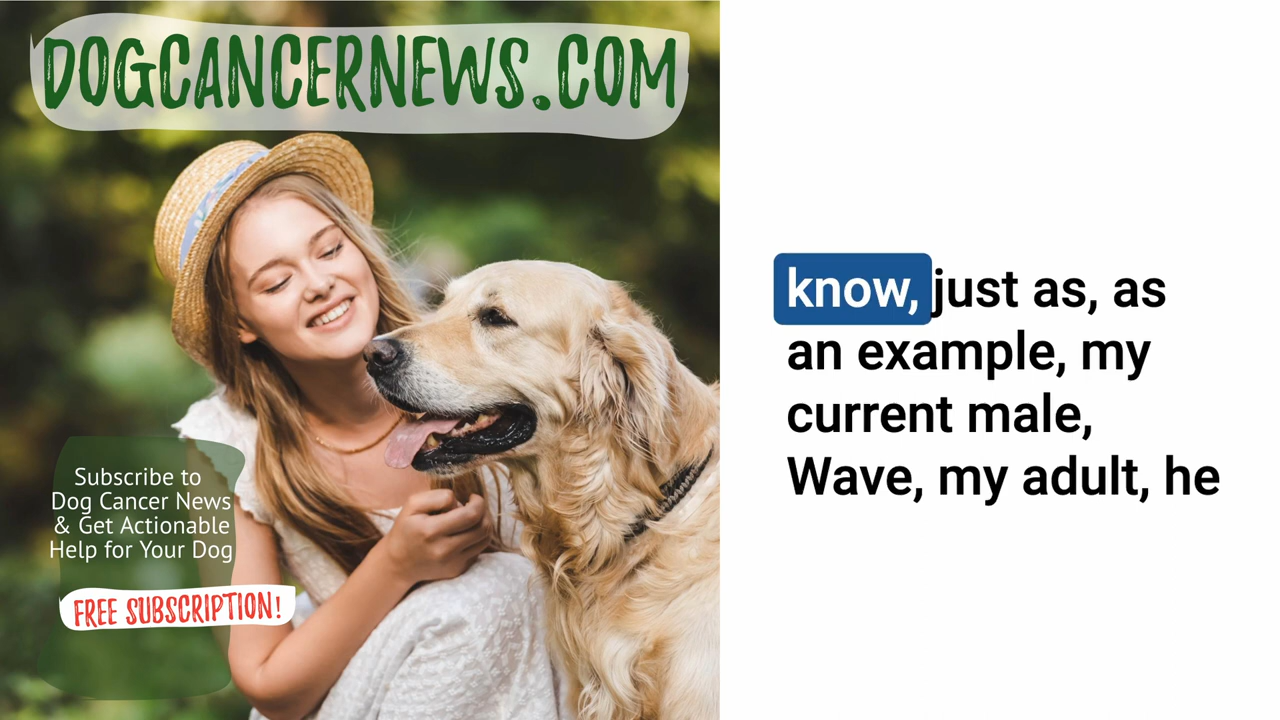 DOGCANCERNEWS.COM
Subscribe to
Dog Cancer News
& Get Actionable
Help for Your Dog
FREE SUBSCRIPTION!
know, just as, as
an example, my
current male,
Wave, my adult, he